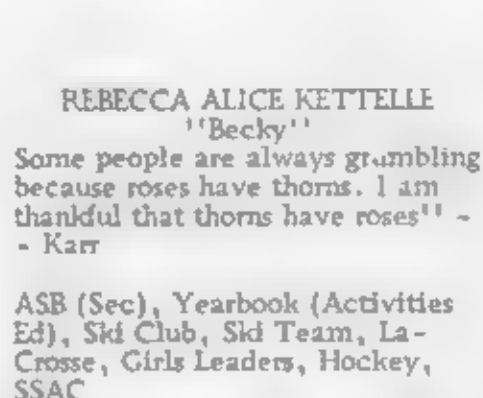 REBECCA ALICE KETTELLE
''Becky''
Some people are always grumbling
because roses have thorns. I am
thankful that thorns have roses'' -
- Karr

ASB (Sec), Yearbook (Activities
Ed), Ski Club, Ski Team, La-
Crosse, Girls Leaders, Hockey,
SSAC